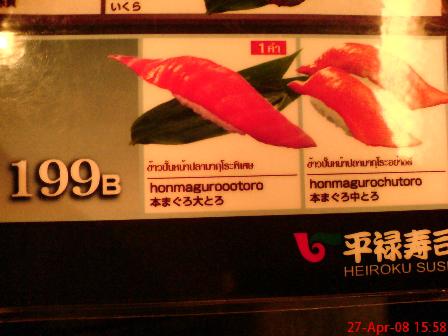 いくら
1 คำ
ข้าวปั้นหน้าปลามากุโระพิเศษ
honmaguroootoro
本まぐろ大とろ
ข้าวปั้นหน้าปลามากุโระอย่างดี
honmagurochutoro
本まぐろ中とろ
199B
平禄寿司
HEIROKU SUS
27-Apr-08 15:58